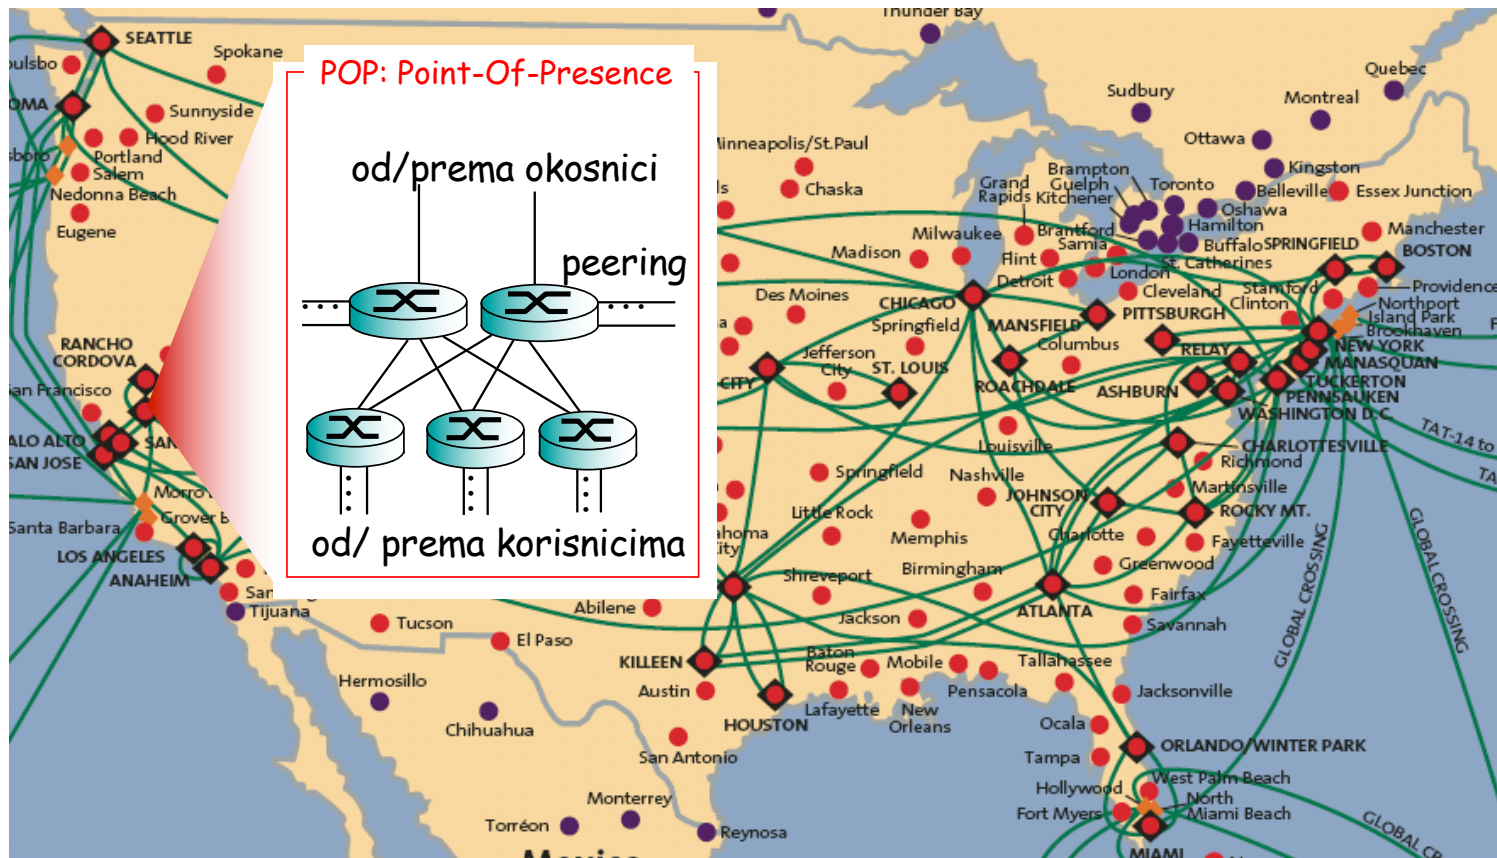 Thunder Bay
SEATTLE
Spokane
POP: Point-Of-Presence
Quebec
Sudbury
Montreal
Sunnyside
Hood River
Ottawa
Portland
od/prema okosnici
Brampton
Kingston
Salem
Chaska
Grand
Rapids
Guelph
Toronto
Belleville
Essex Junction
Nedonna Beach
Kitchener
Oshawa
Eugene
Milwaukee
Brantford
Hamilton
Manchester
Madison
Flint
Samia
Buffalo
SPRINGFIELD
BOSTON
peering
Detroit
London
St. Catherines
Des Moines
CHICAGO
Cleveland
Stamford
Providence
Clinton
Northport
Springfield
MANSFIELD
PITTSBURGH
Island Park
Brookhaven
RANCHO
CORDOVA
Jefferson
City
Columbus
RELAY
NEW YORK
CITY
ST. LOUIS
ROACHDALE
ASHBURN
MANASQUAN
TUCKERTON
PENNSAUKEN
WASHINGTON D.C.
SAN JOSE
Louisville
CHARLOTTESVILLE
TAT-14 to
Springfield
Nashville
Richmond
Morro
JOHNSON
CITY
Martinsville
Grover
Santa Barbara
Little Rock
Memphis
Charlotte
ROCKY MT.
od/ prema korisnicima
LOS ANGELES
Fayetteville
ANAHEIM
Shreveport
Birmingham
Greenwood
Tijuana
Abilene
ATLANTA
Fairfax
Tucson
Jackson
Savannah
El Paso
GLOBAL CROSSING
GLOBAL CROSSING
KILLEEN
Baton
Rouge
Mobile
Tallahassee
Hermosillo
Austin
Pensacola
Jacksonville
Chihuahua
HOUSTON
Lafayette
New
Orleans
Ocala
San Antonio
Tampa
ORLANDO/WINTER PARK
Monterrey
Hollywood
West Palm Beach
Torréon
Reynosa
Fort Myers
North
Miami Beach
MIAMI
Mexico